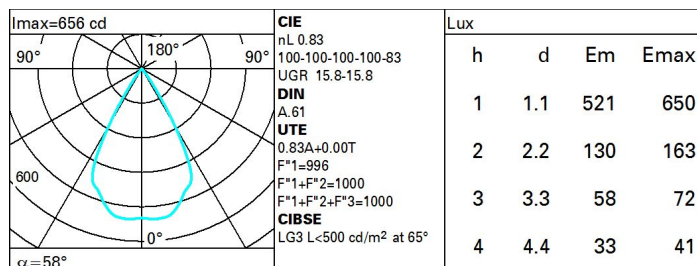 Imax=656 cd
90° 180° 90°
600
0°
α=58°
CIE
nL 0.83
100-100-100-100-83
UGR 15.8-15.8
DIN
A.61
UTE
0.83A+0.00T
F"1=996
F"1+F"2=1000
F"1+F"2+F"3=1000
CIBSE
LG3 L<500 cd/m² at 65°
Lux
h d Em Emax
1 1.1 521 650
2 2.2 130 163
3 3.3 58 72
4 4.4 33 41